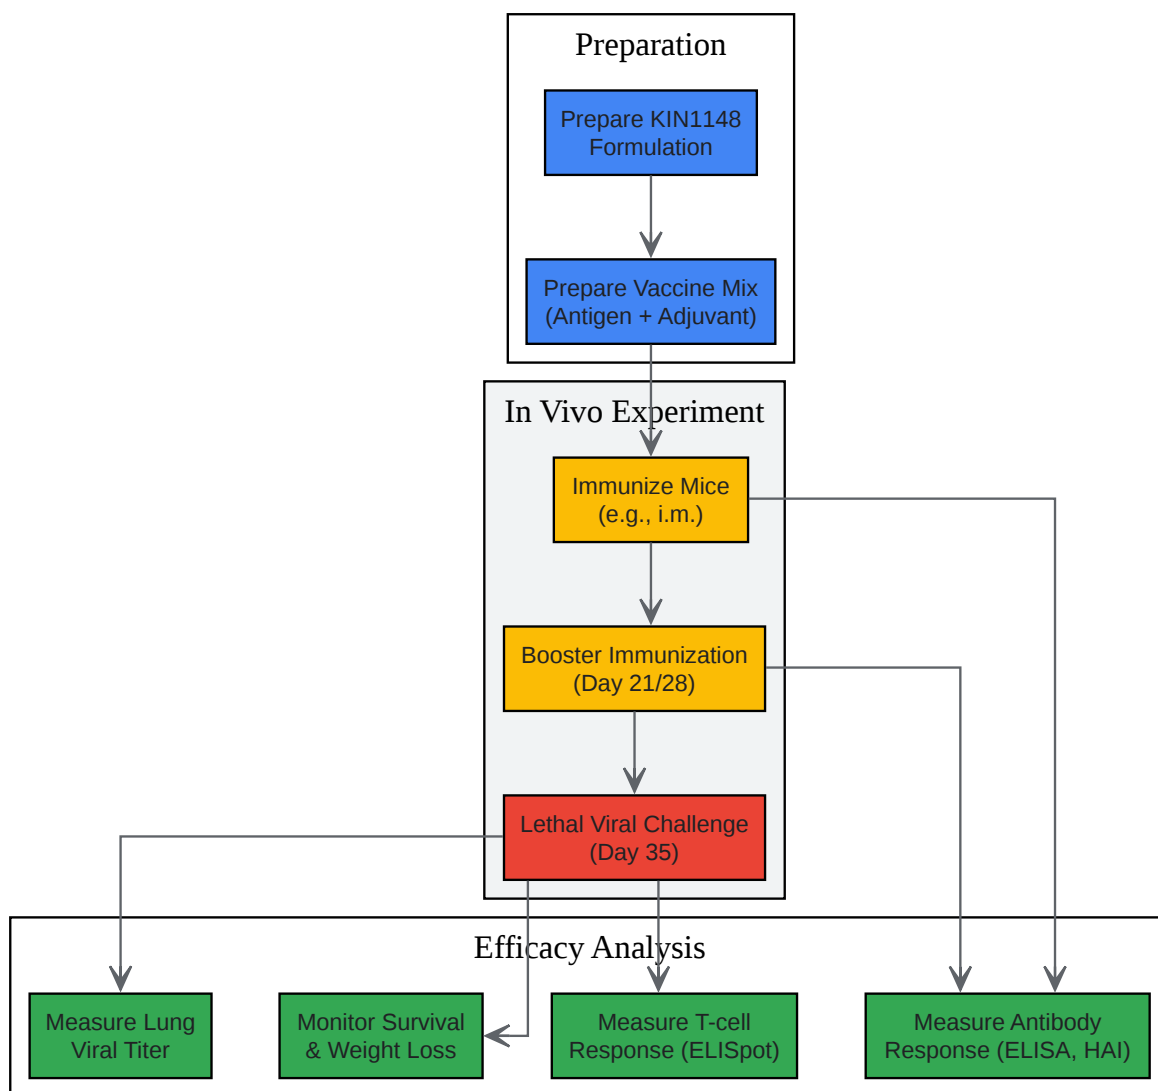 Preparation
Prepare KIN1148
Formulation
Prepare Vaccine Mix
(Antigen + Adjuvant)
In Vivo Experiment
Immunize Mice
(e.g., i.m.)
Booster Immunization
(Day 21/28)
Lethal Viral Challenge
(Day 35)
Efficacy Analysis
Measure Lung
Viral Titer
Monitor Survival
& Weight Loss
Measure T-cell
Response (ELISpot)
Measure Antibody
Response (ELISA, HAI)